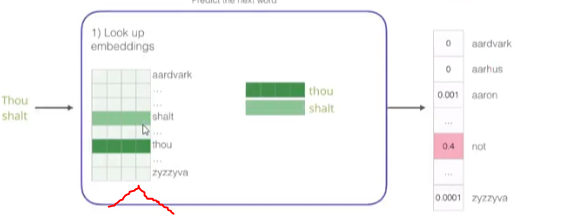 Predict the next word
1) Look up
embeddings
Thou
shalt
aardvark
...
...
shalt
...
thou
...
zyzzyva
thou
shalt
0 aardvark
0 aarhus
0.001 aaron
...
0.4 not
...
0.0001 zyzzyva